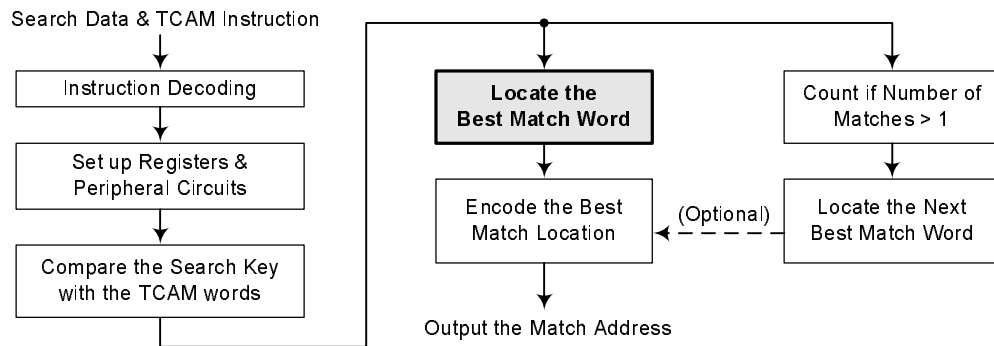 Search Data & TCAM Instruction
Instruction Decoding
Set up Registers &
Peripheral Circuits
Compare the Search Key
with the TCAM words
Locate the
Best Match Word
Encode the Best
Match Location
Output the Match Address
Count if Number of
Matches > 1
(Optional)
Locate the Next
Best Match Word